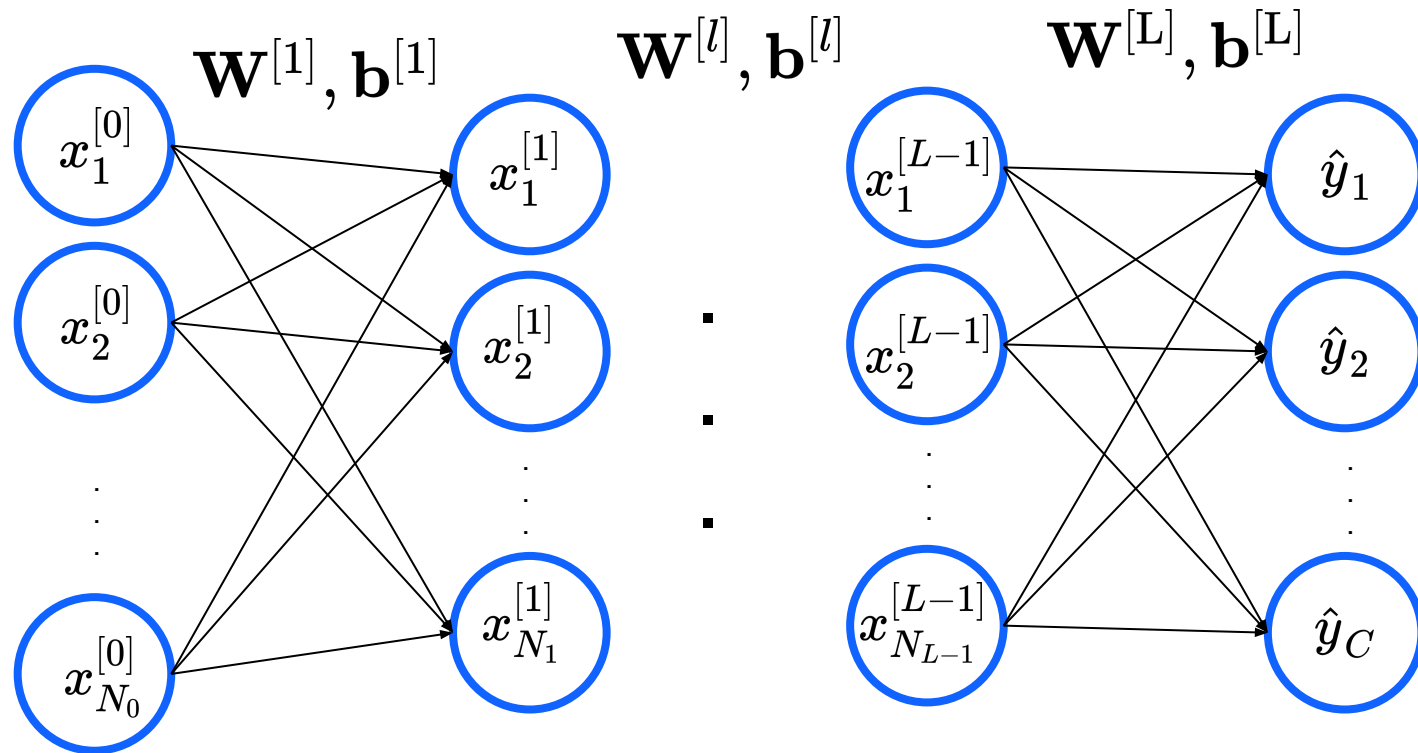 W^{[1]}, b^{[1]}
W^{[l]}, b^{[l]}
W^{[L]}, b^{[L]}
x_1^{[0]}
x_2^{[0]}
.
.
.
x_{N_0}^{[0]}
x_1^{[1]}
x_2^{[1]}
.
.
.
x_{N_1}^{[1]}
.
.
.
x_1^{[L-1]}
x_2^{[L-1]}
.
.
.
x_{N_{L-1}}^{[L-1]}
ŷ_1
ŷ_2
.
.
.
ŷ_C